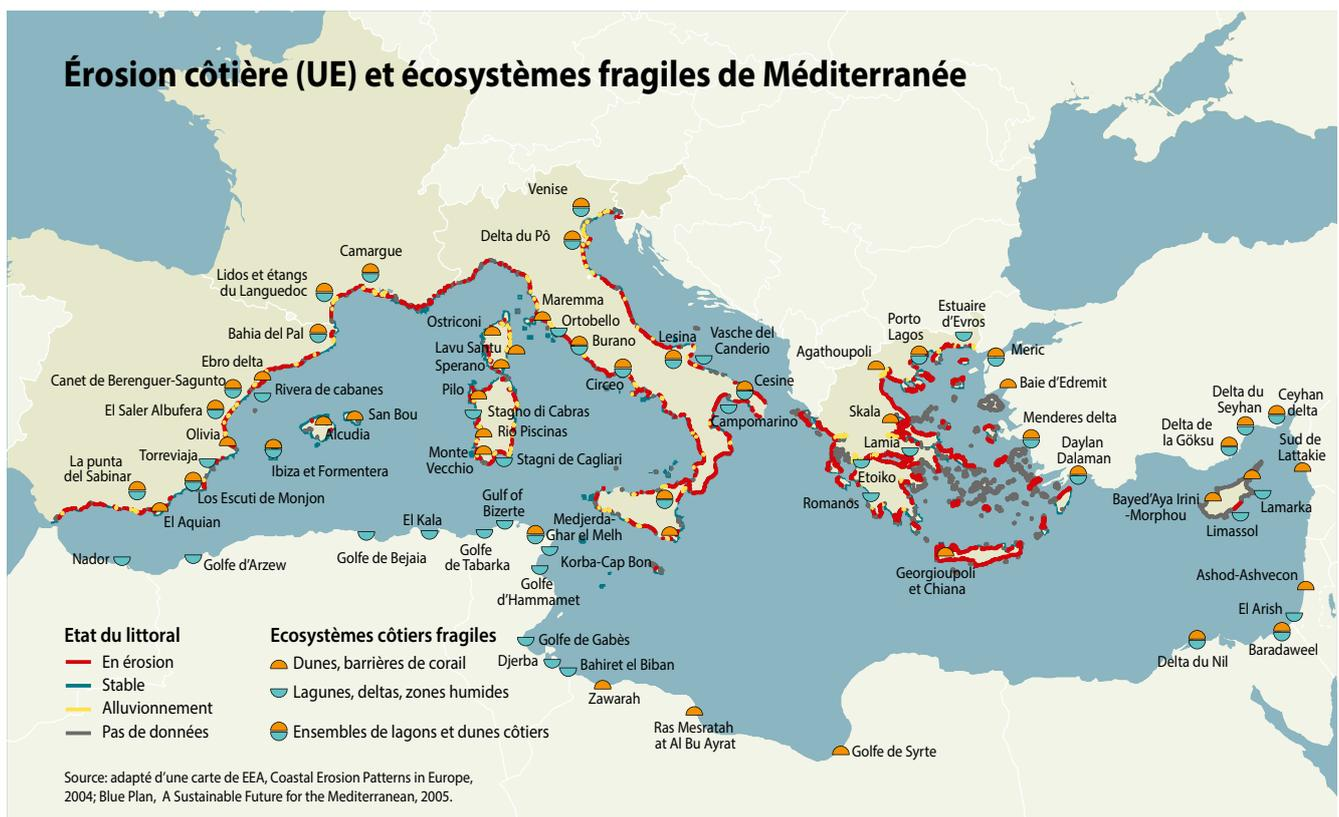 Érosion côtière (UE) et écosystèmes fragiles de Méditerranée
Venise
Delta du Pô
Camargue
Lidos et étangs
du Languedoc
Bahia del Pal
Ebro delta
Canet de Berenguer-Sagunto
Rivera de cabanes
El Saler Albufera
San Bou
Alcudia
Olivia
Torreviaja
Ibiza et Formentera
La punta
del Sabinar
Los Escuti de Monjon
El Aquian
Ostriconi
Lavu Santu
Sperano
Pilo
Stagno di Cabras
Rio Piscinas
Monte
Vecchio
Stagni de Cagliari
Maremma
Ortobello
Burano
Circeo
Lesina
Vasche del
Canderio
Cesine
Campomarino
Agathoupoli
Porto
Lagos
Estuaire
d'Evros
Meric
Baie d'Edremit
Skala
Lamia
Etoiko
Romanos
Menderes delta
Daylan
Dalaman
Georgioupoli
et Chiana
Delta du
Seyhan
Ceyhan
delta
Delta de
la Göksu
Sud de
Lattakie
Bayed'Aya Irini
-Morphou
Lamarka
Limassol
Ashod-Ashvecon
El Arish
Baradaweel
Delta du Nil
Nador
Golfe d'Arzew
Golfe de Bejaia
El Kala
Golfe
de Tabarka
Gulf of
Bizerte
Medjerda-
Ghar el Melh
Korba-Cap Bon
Golfe
d'Hammamet
Golfe de Gabès
Djerba
Bahiret el Biban
Zawarah
Ras Mesratah
at Al Bu Ayrat
Golfe de Syrte
Etat du littoral
En érosion
Stable
Alluvionnement
Pas de données
Ecosystèmes côtiers fragiles
Dunes, barrières de corail
Lagunes, deltas, zones humides
Ensembles de lagons et dunes côtiers
Source: adapté d'une carte de EEA, Coastal Erosion Patterns in Europe,
2004; Blue Plan, A Sustainable Future for the Mediterranean, 2005.